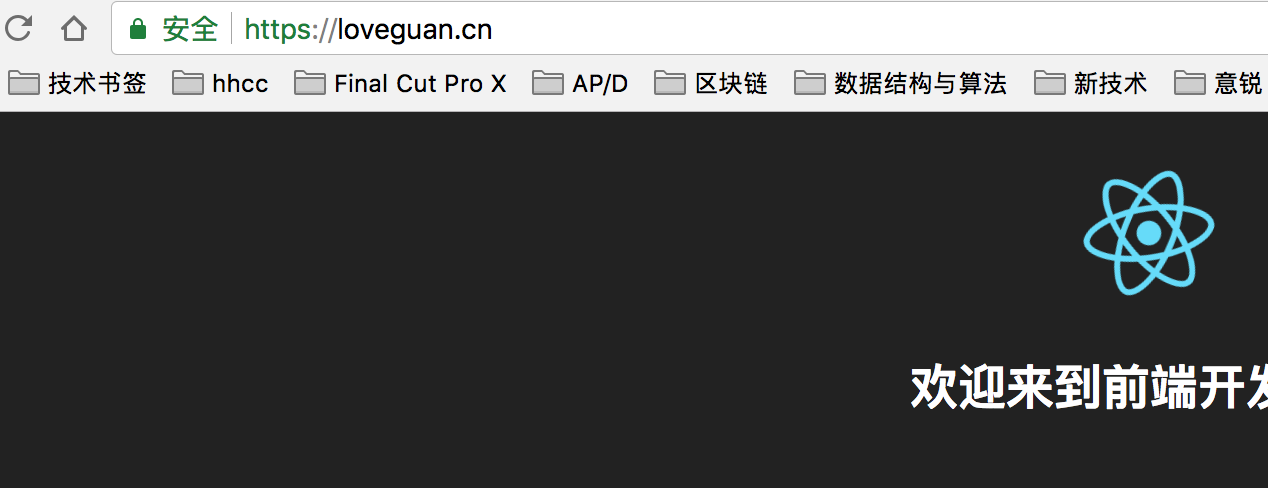 安全 https://loveguan.cn
技术书签 hhcc Final Cut Pro X AP/D 区块链 数据结构与算法 新技术 意锐
欢迎来到前端开发